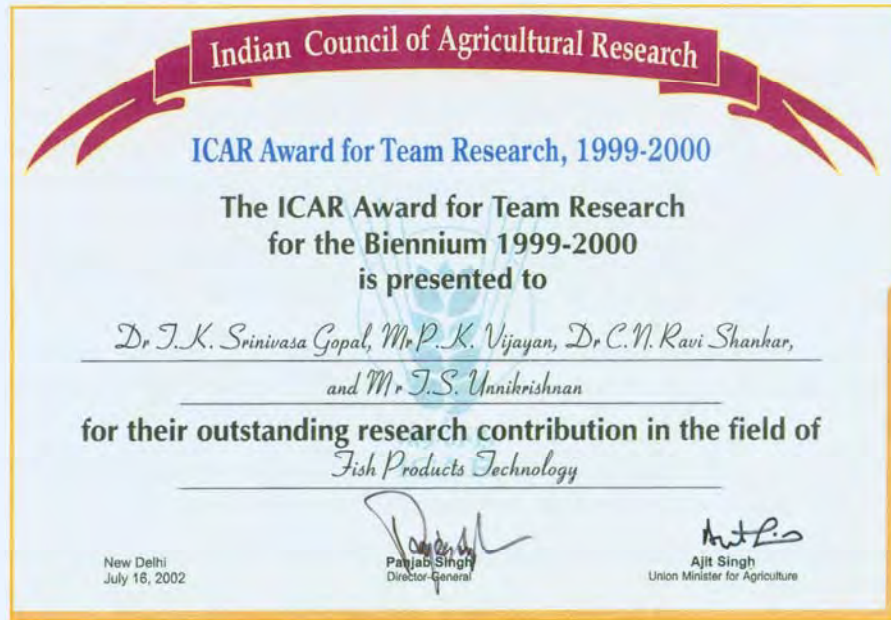 Indian Council of Agricultural Research
ICAR Award for Team Research, 1999-2000
The ICAR Award for Team Research
for the Biennium 1999-2000
is presented to
Dr T.K. Srinivasa Gopal, Mr P.K. Vijayan, Dr C.N. Ravi Shankar,
and Mr T.S. Unnikrishnan
for their outstanding research contribution in the field of
Fish Products Technology
New Delhi
July 16, 2002
Panjab Singh
Director-General
Ajit Singh
Union Minister for Agriculture